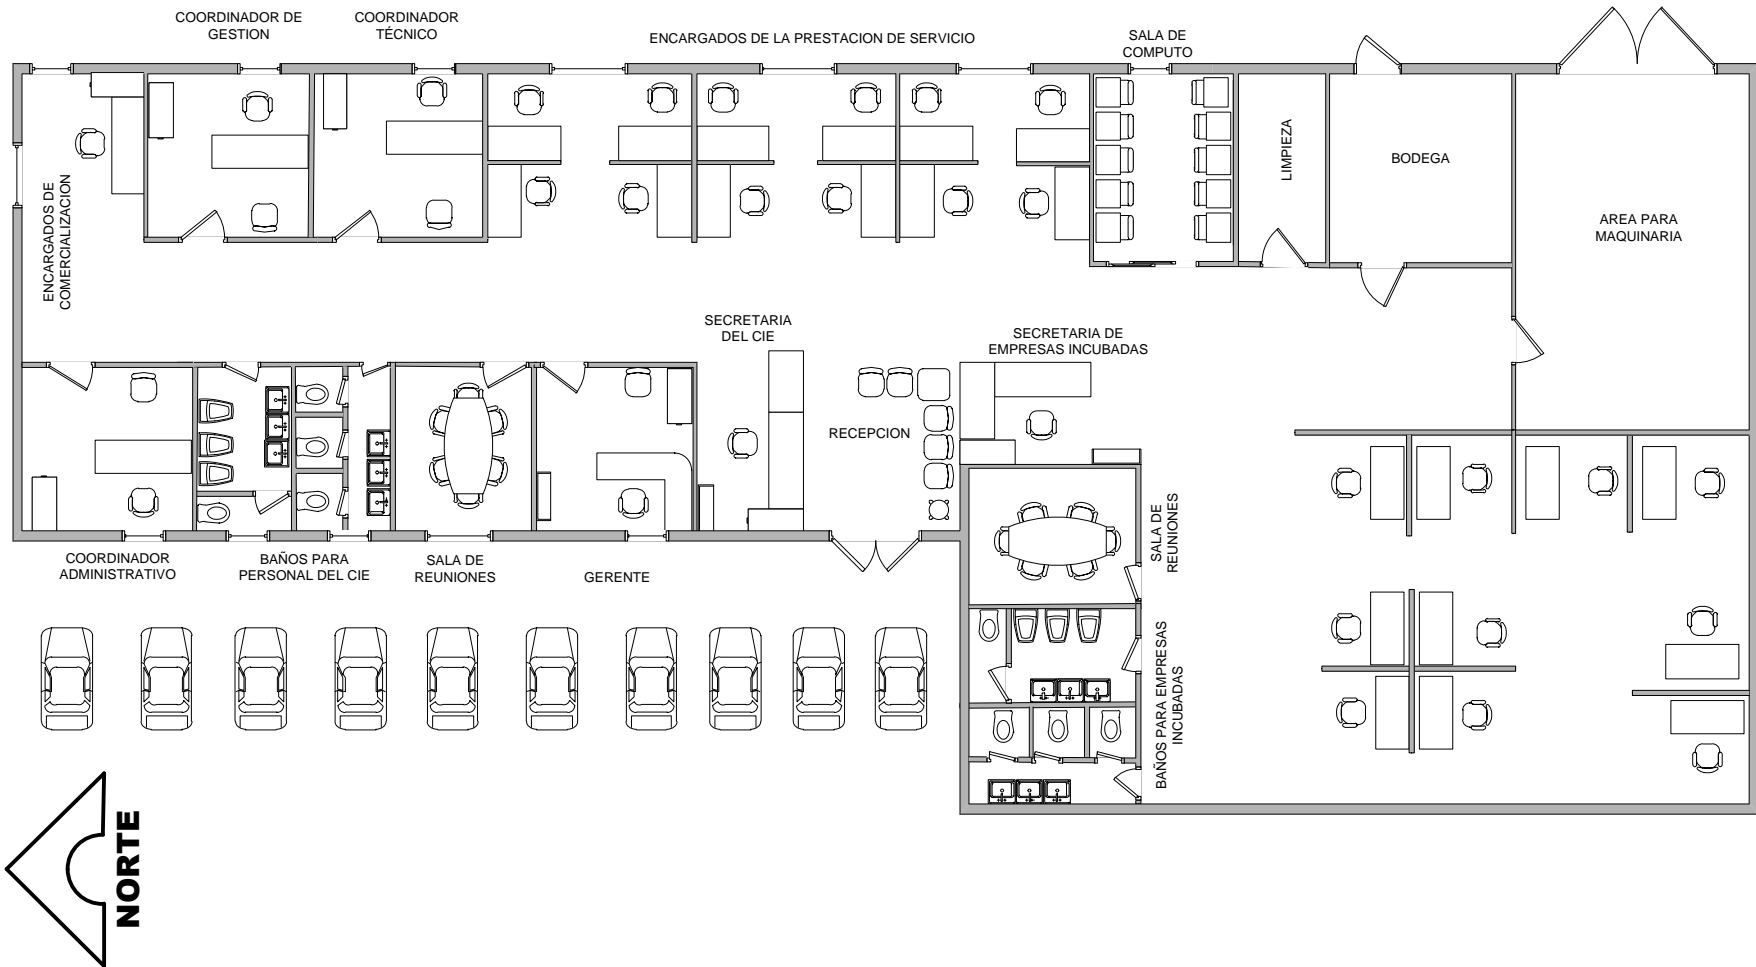 COORDINADOR DE
GESTION
COORDINADOR
TÉCNICO
ENCARGADOS DE LA PRESTACION DE SERVICIO
SALA DE
COMPUTO
ENCARGADOS DE
COMERCIALIZACION
LIMPIEZA
BODEGA
AREA PARA
MAQUINARIA
SECRETARIA
DEL CIE
SECRETARIA DE
EMPRESAS INCUBADAS
RECEPCION
COORDINADOR
ADMINISTRATIVO
BAÑOS PARA
PERSONAL DEL CIE
SALA DE
REUNIONES
GERENTE
SALA DE
REUNIONES
BAÑOS PARA EMPRESAS
INCUBADAS
NORTE